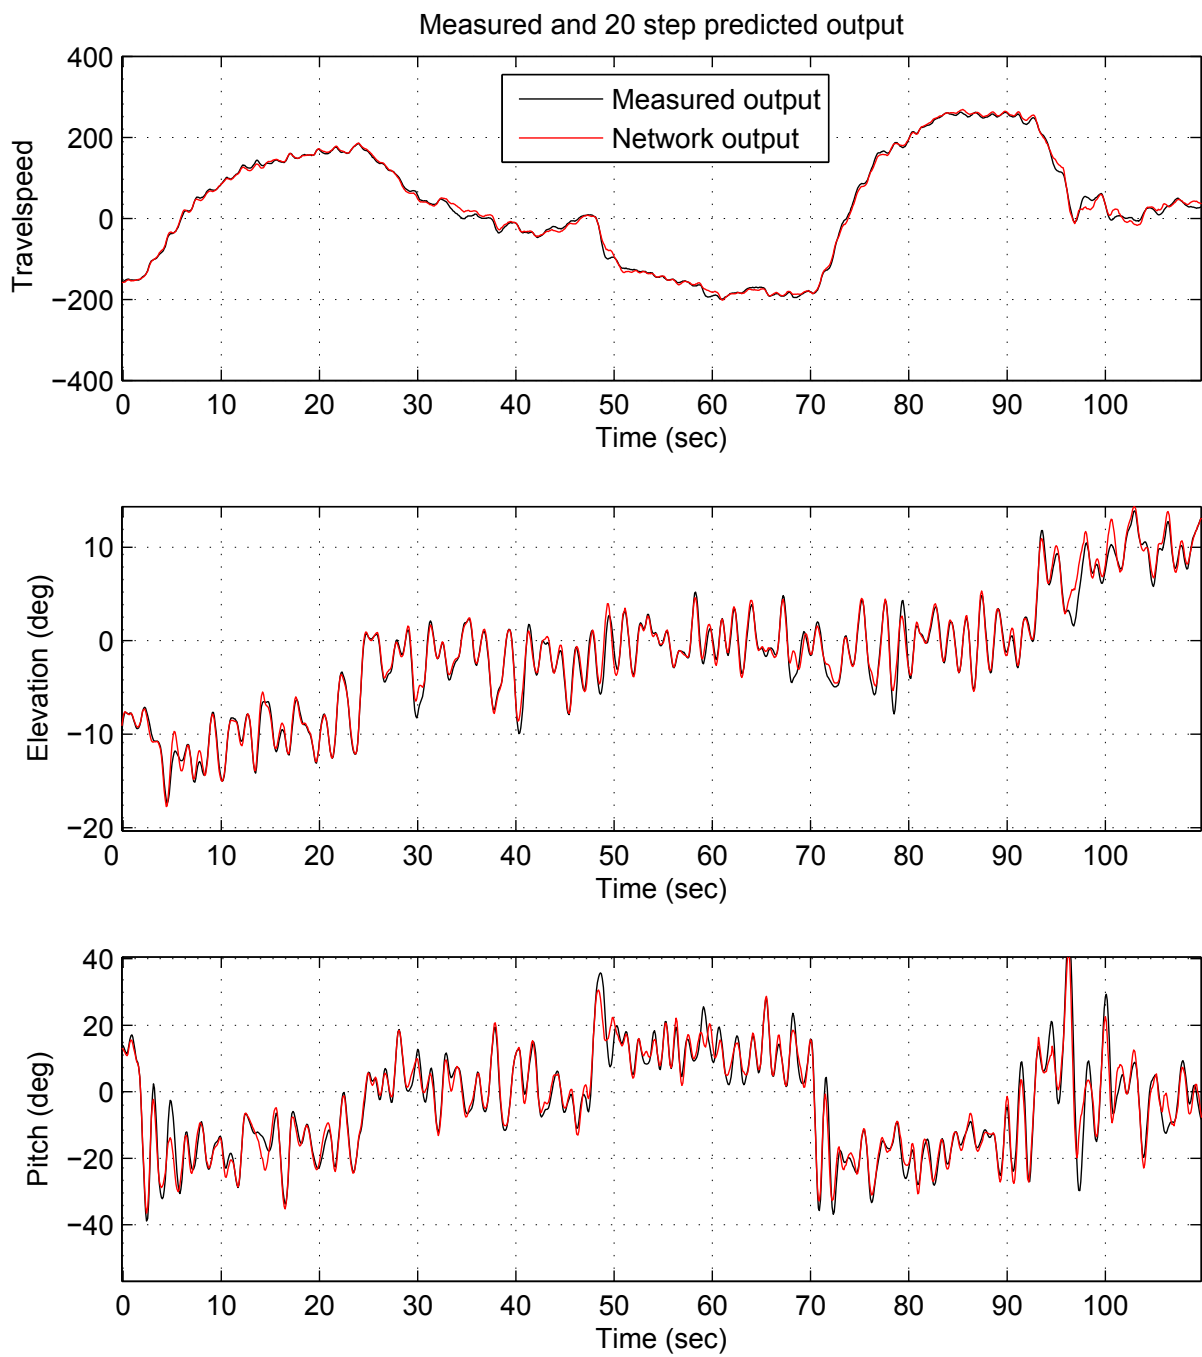 Measured and 20 step predicted output
400
200
0
−200
−400
Travelspeed
Measured output
Network output
0 10 20 30 40 50 60 70 80 90 100
Time (sec)
10
0
−10
−20
Elevation (deg)
0 10 20 30 40 50 60 70 80 90 100
Time (sec)
40
20
0
−20
−40
Pitch (deg)
0 10 20 30 40 50 60 70 80 90 100
Time (sec)